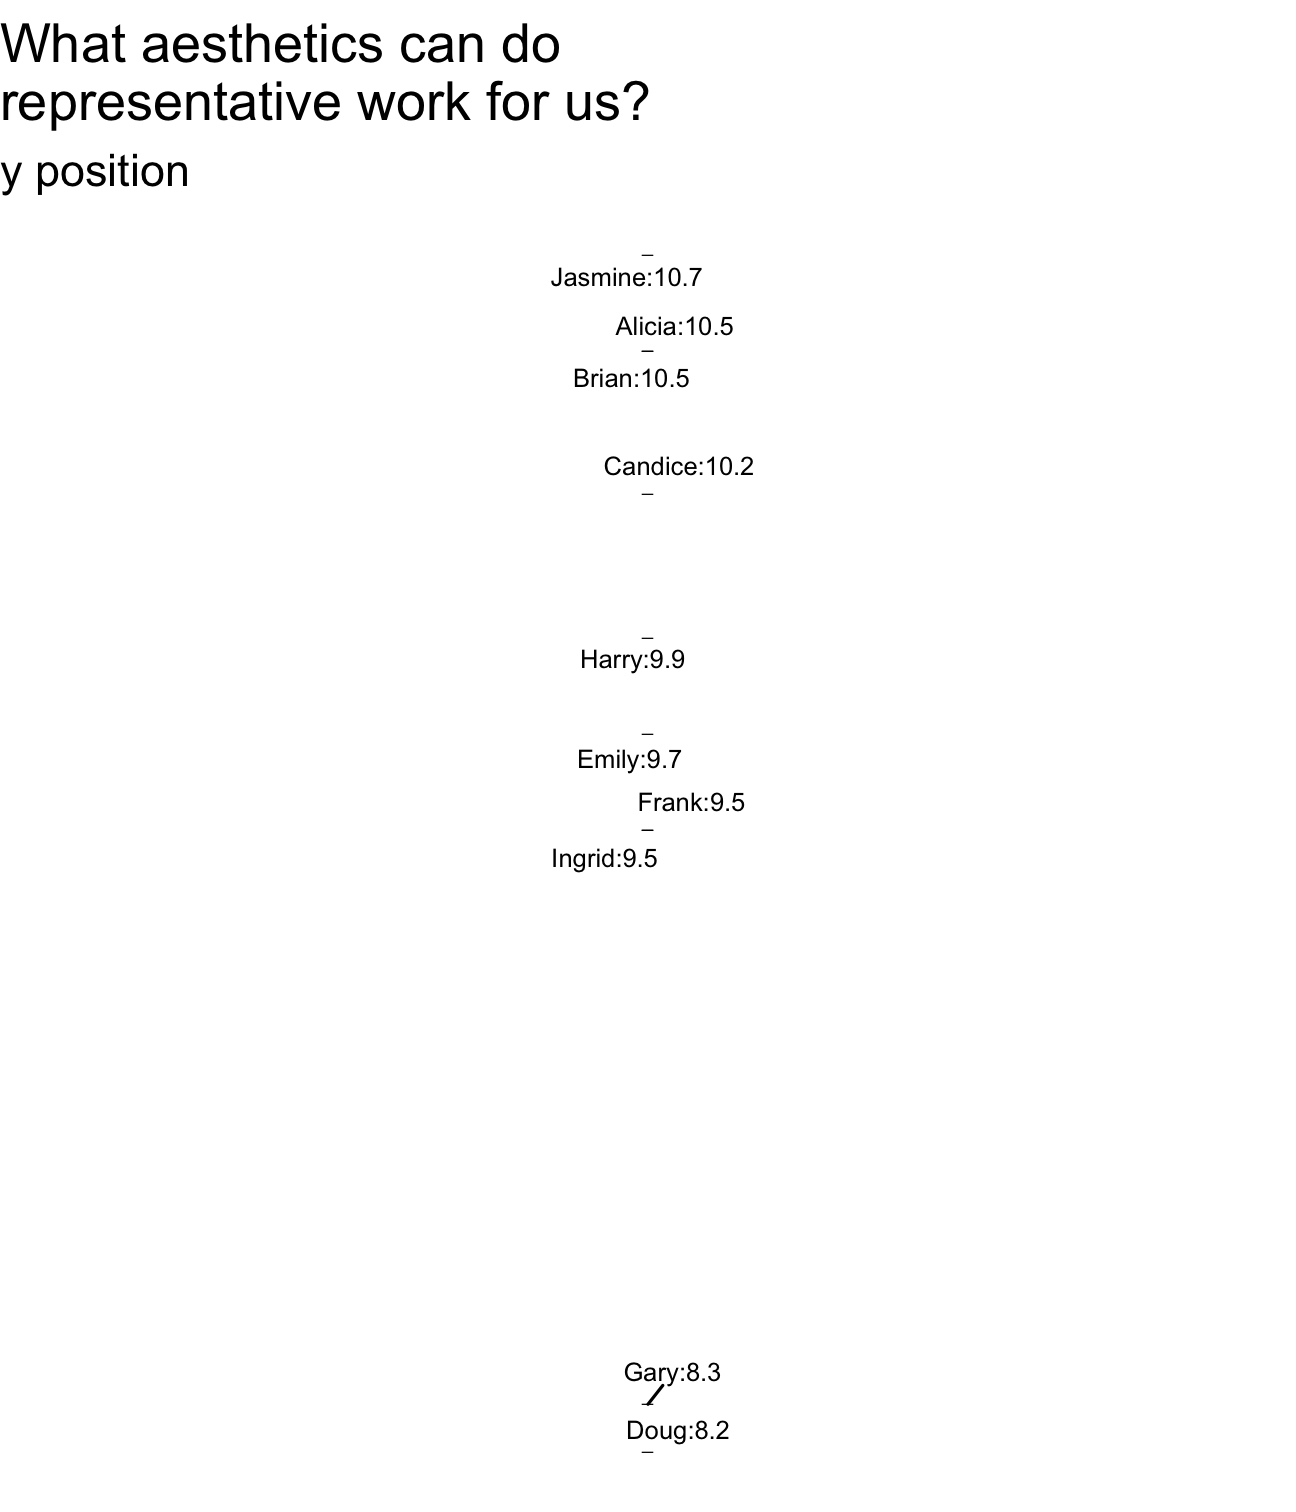 What aesthetics can do
representative work for us?
y position
Jasmine:10.7
Alicia:10.5
Brian:10.5
Candice:10.2
Harry:9.9
Emily:9.7
Frank:9.5
Ingrid:9.5
Gary:8.3
Doug:8.2